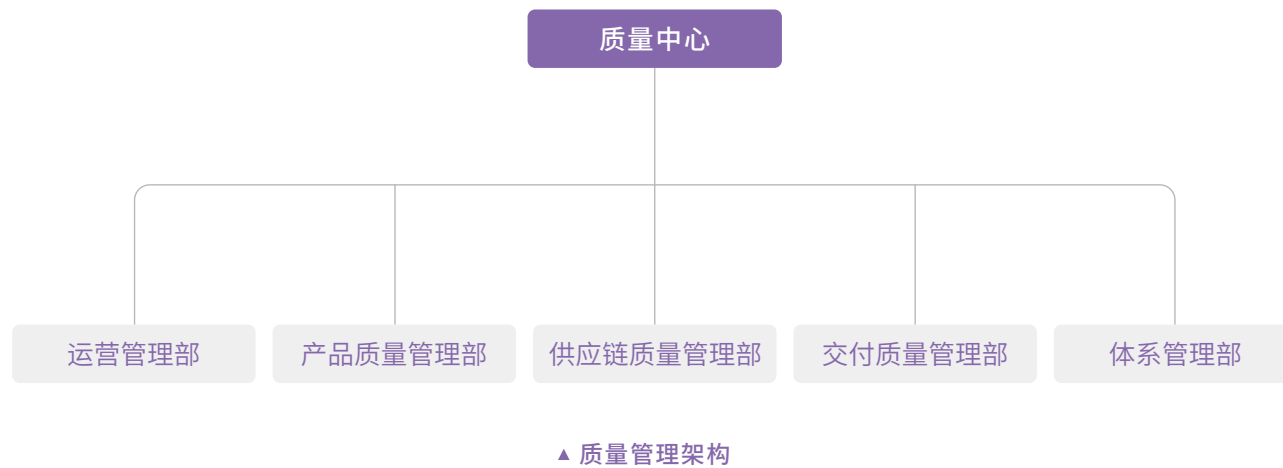 质量中心
运营管理部
产品质量管理部
供应链质量管理部
交付质量管理部
体系管理部
▲ 质量管理架构